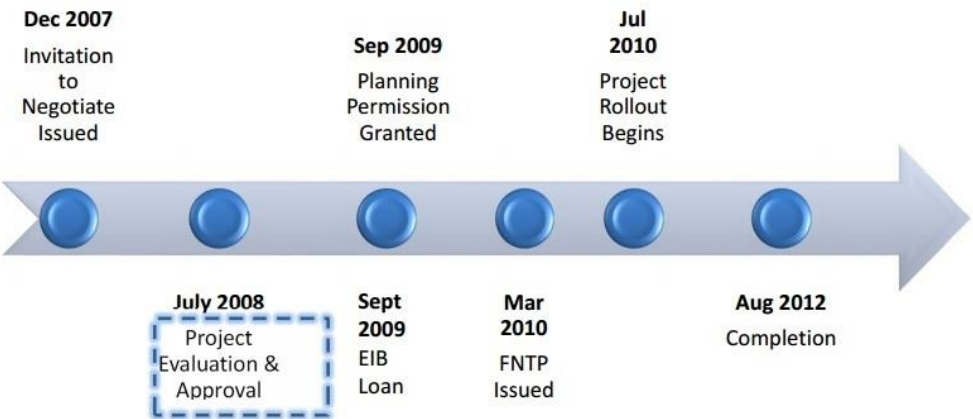 Dec 2007
Invitation
to
Negotiate
Issued
Sep 2009
Planning
Permission
Granted
Jul
2010
Project
Rollout
Begins
July 2008
Project
Evaluation &
Approval
Sept
2009
EIB
Loan
Mar
2010
FNTP
Issued
Aug 2012
Completion